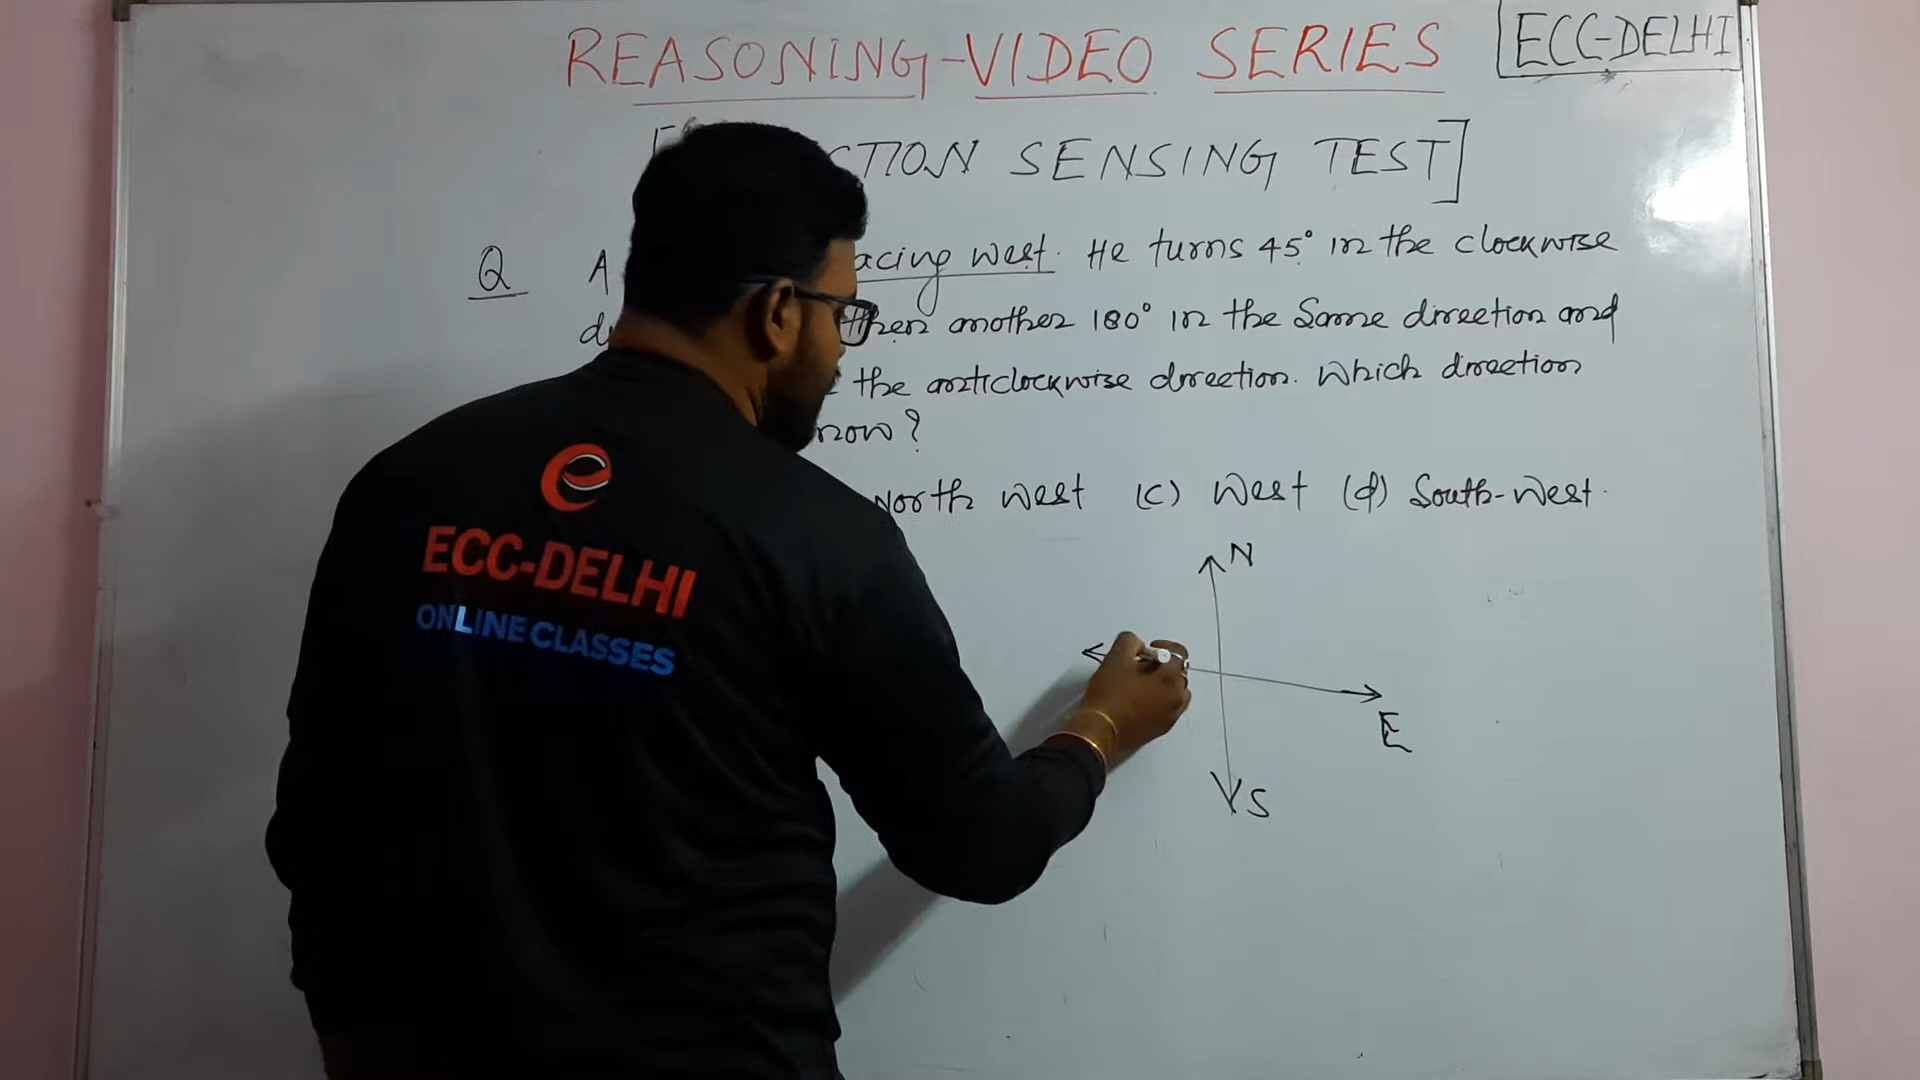 REASONING-VIDEO SERIES
ECC-DELHI
[ CTION SENSING TEST]
Q A acing west. He turns 45° in the clockwise
then another 180° in the same direction and
the anticlockwise direction. Which direction
now?
North West (c) West (d) South-West.
N
E
S
e
ECC-DELHI
ONLINE CLASSES